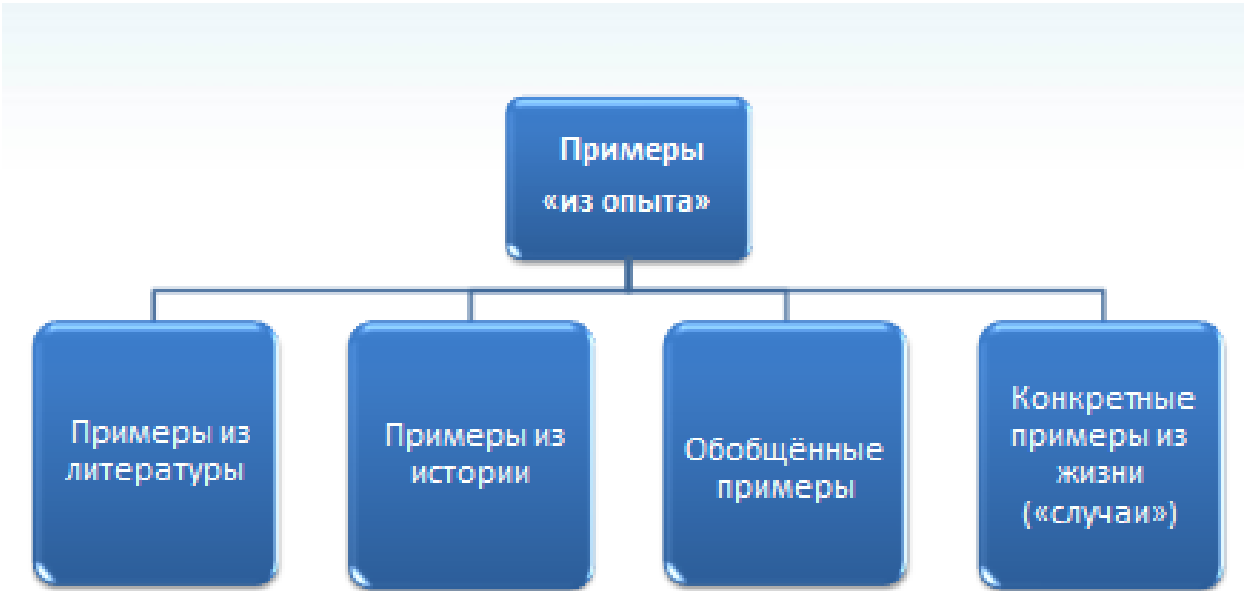 Примеры
«из опыта»
Примеры из
литературы
Примеры из
истории
Обобщённые
примеры
Конкретные
примеры из
жизни
(«случаи»)